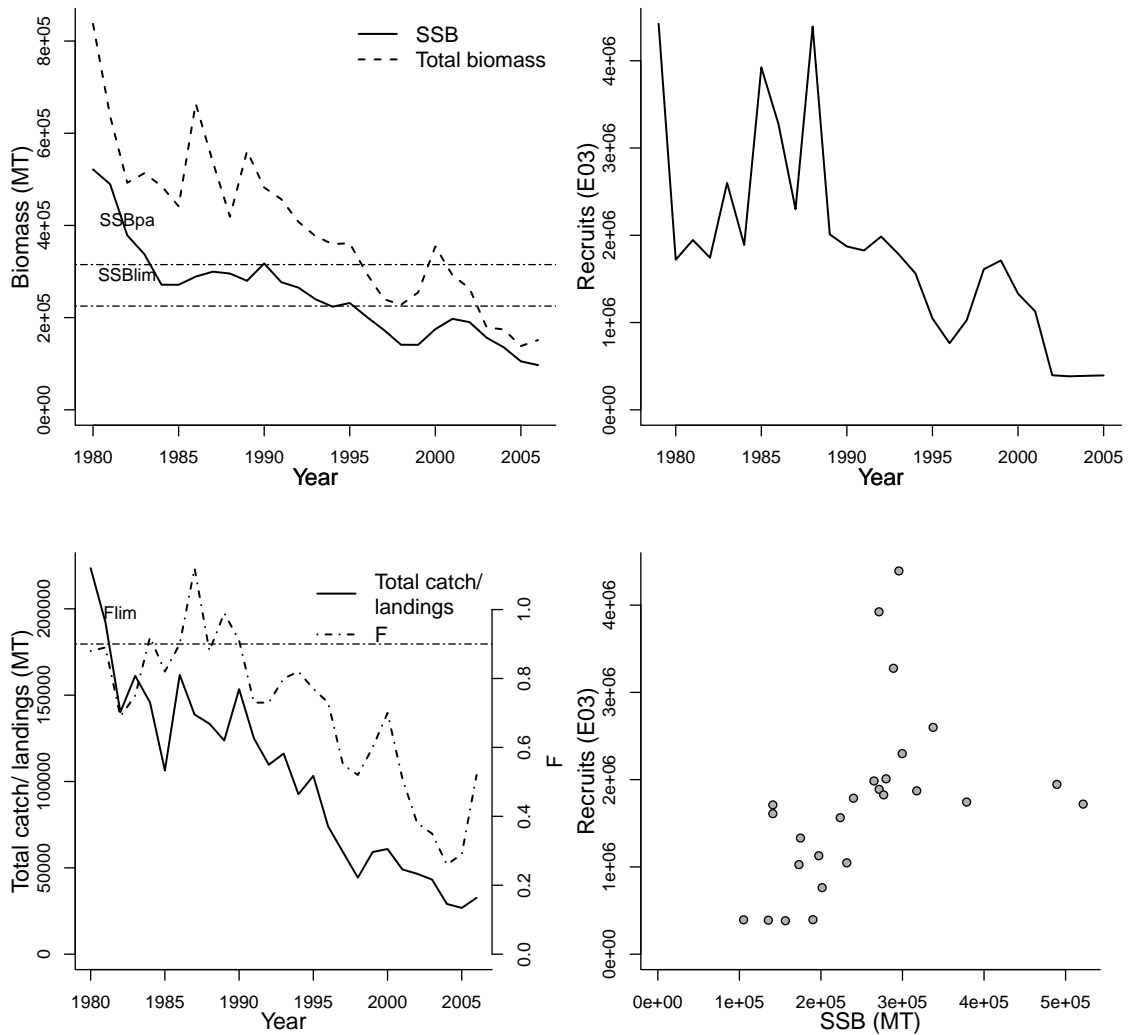 SSB
Total biomass
8e+05
6e+05
4e+05
2e+05
0e+00
Biomass (MT)
SSBpa
SSBlim
1980
1985
1990
1995
2000
2005
Year
4e+06
3e+06
2e+06
1e+06
0e+00
Recruits (E03)
1980
1985
1990
1995
2000
2005
Year
Total catch/
landings
F
Flim
200000
150000
100000
50000
0
Total catch/ landings (MT)
1.0
0.8
0.6
0.4
0.2
0.0
F
1980
1985
1990
1995
2000
2005
Year
4e+06
3e+06
2e+06
1e+06
0e+00
Recruits (E03)
0e+00
1e+05
2e+05
3e+05
4e+05
5e+05
SSB (MT)